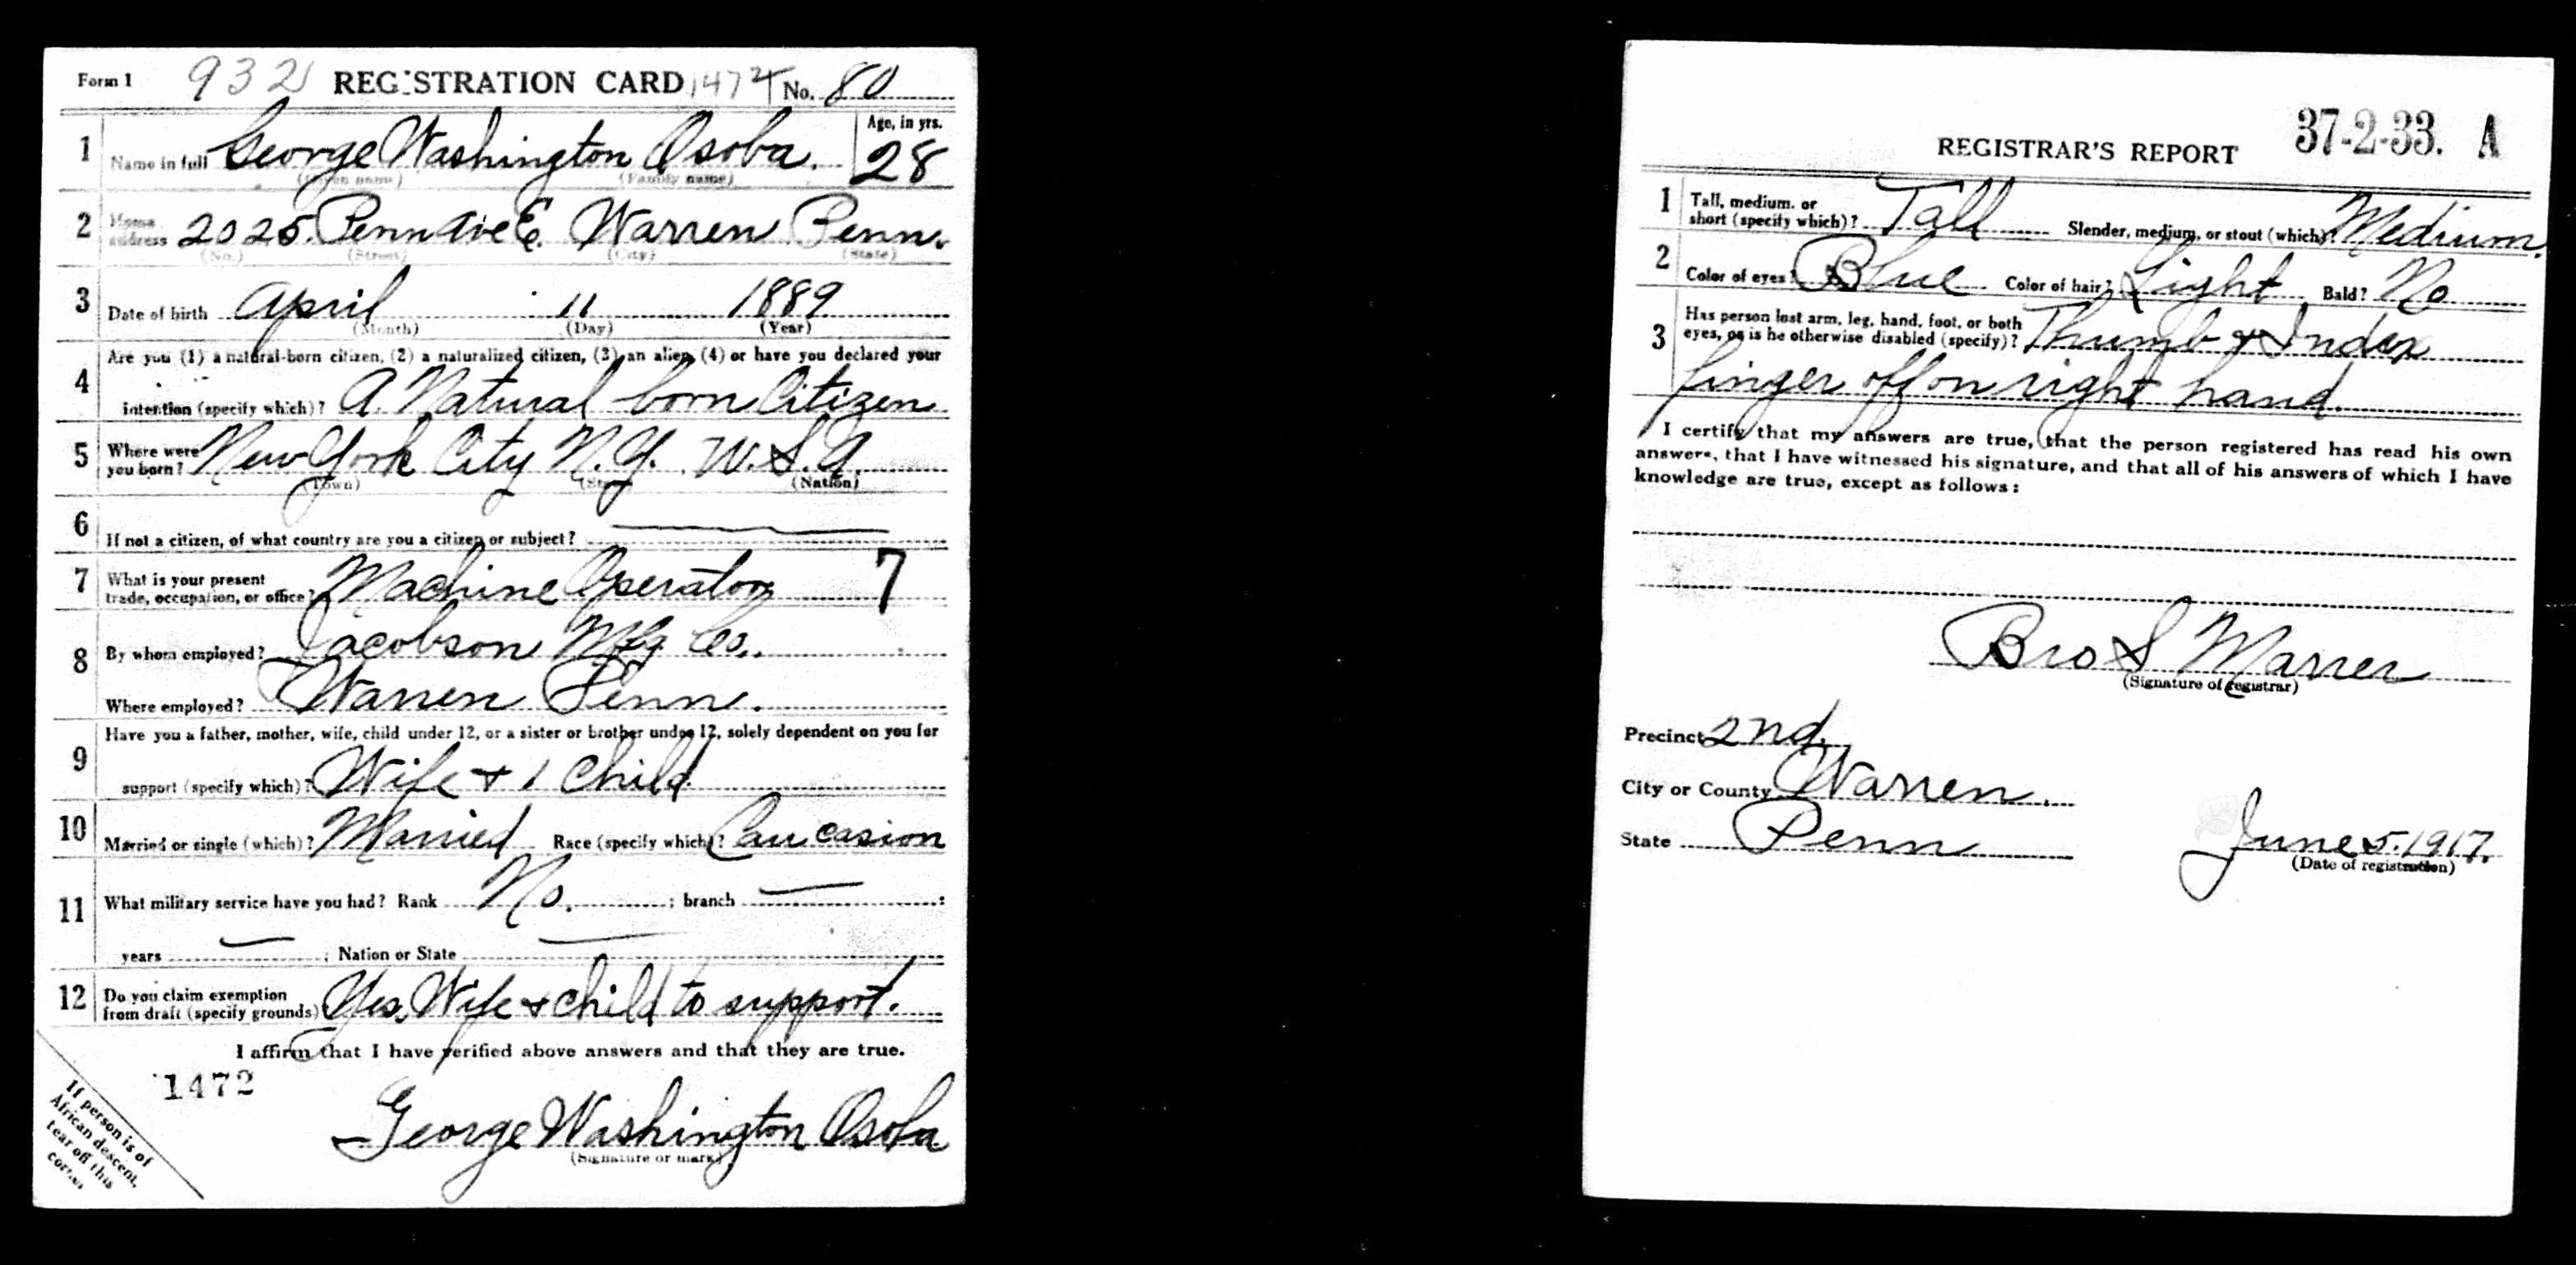 Form 1 932 REGISTRATION CARD 1472 No. 80
1 Name in full George Washington Osoba. Age, in yrs. 28
(Given name) (Family name)
2 Home address 2025. Penn Ave E. Warren Penn.
(No.) (Street) (City) (State)
3 Date of birth April 11 1889
(Month) (Day) (Year)
4 Are you (1) a natural-born citizen, (2) a naturalized citizen, (3) an alien, (4) or have you declared your
intention (specify which)? A Natural born Citizen
5 Where were you born? New York City N.Y. U.S.A.
(Town) (State) (Nation)
6 If not a citizen, of what country are you a citizen or subject?
7 What is your present
trade, occupation, or office? Machine Operator 7
8 By whom employed? Jacobson Mfg Co.
Where employed? Warren Penn.
9 Have you a father, mother, wife, child under 12, or a sister or brother under 12, solely dependent on you for
support (specify which)? Wife + 1 Child.
10 Married or single (which)? Married Race (specify which)? Caucasion
11 What military service have you had? Rank No. ; branch ;
years ; Nation or State
12 Do you claim exemption
from draft (specify grounds)? Yes. Wife + child to support.
I affirm that I have verified above answers and that they are true.
1472
George Washington Osoba
(Signature or mark)
If person is of
African descent,
tear off this
corner
37-2-33. A
REGISTRAR'S REPORT
1 Tall, medium, or
short (specify which)? Tall Slender, medium, or stout (which)? Medium.
2 Color of eyes? Blue Color of hair? Light Bald? No
3 Has person lost arm, leg, hand, foot, or both
eyes, or is he otherwise disabled (specify)? Thumb & Index
finger off on right hand.
I certify that my answers are true, that the person registered has read his own
answers, that I have witnessed his signature, and that all of his answers of which I have
knowledge are true, except as follows:
(Signature of registrar)
Precinct 2nd.
City or County Warren.
State Penn
June 5. 1917.
(Date of registration)